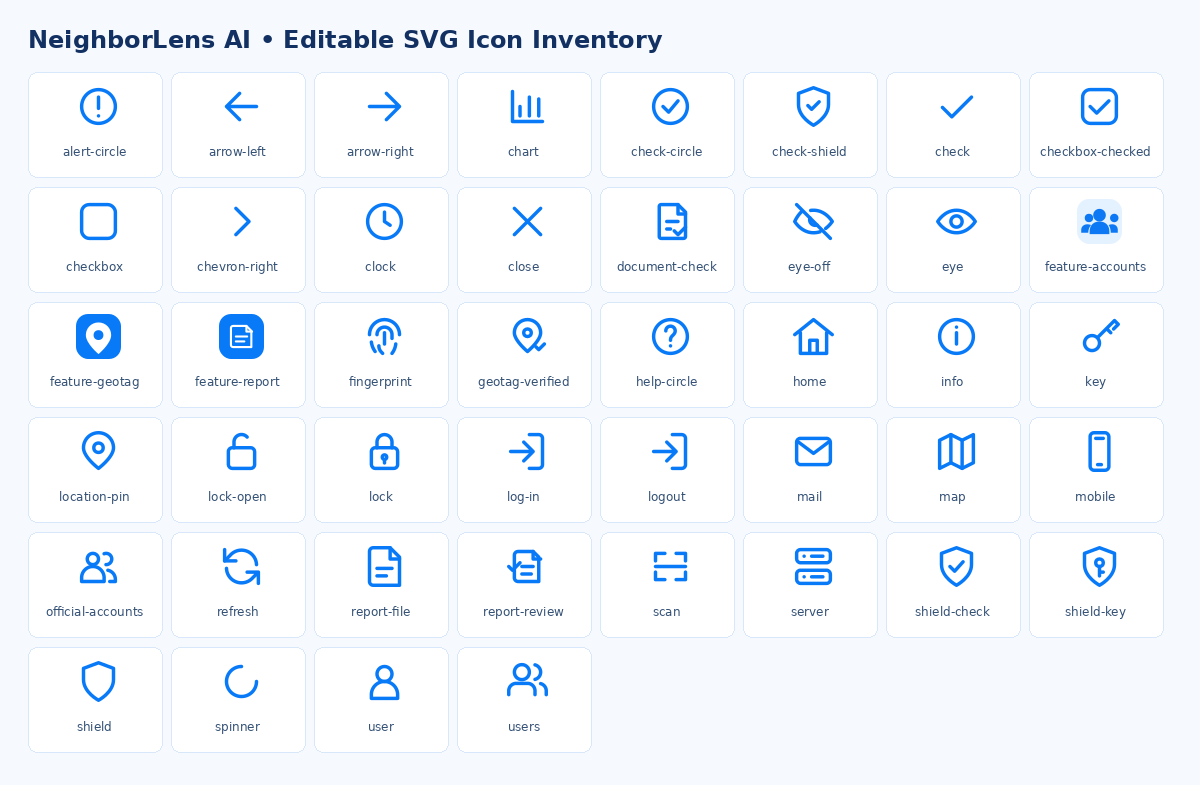 NeighborLens AI • Editable SVG Icon Inventory
alert-circle arrow-left arrow-right chart check-circle check-shield check checkbox-checked
checkbox chevron-right clock close document-check eye-off eye feature-accounts
feature-geotag feature-report fingerprint geotag-verified help-circle home info key
location-pin lock-open lock log-in logout mail map mobile
official-accounts refresh report-file report-review scan server shield-check shield-key
shield spinner user users